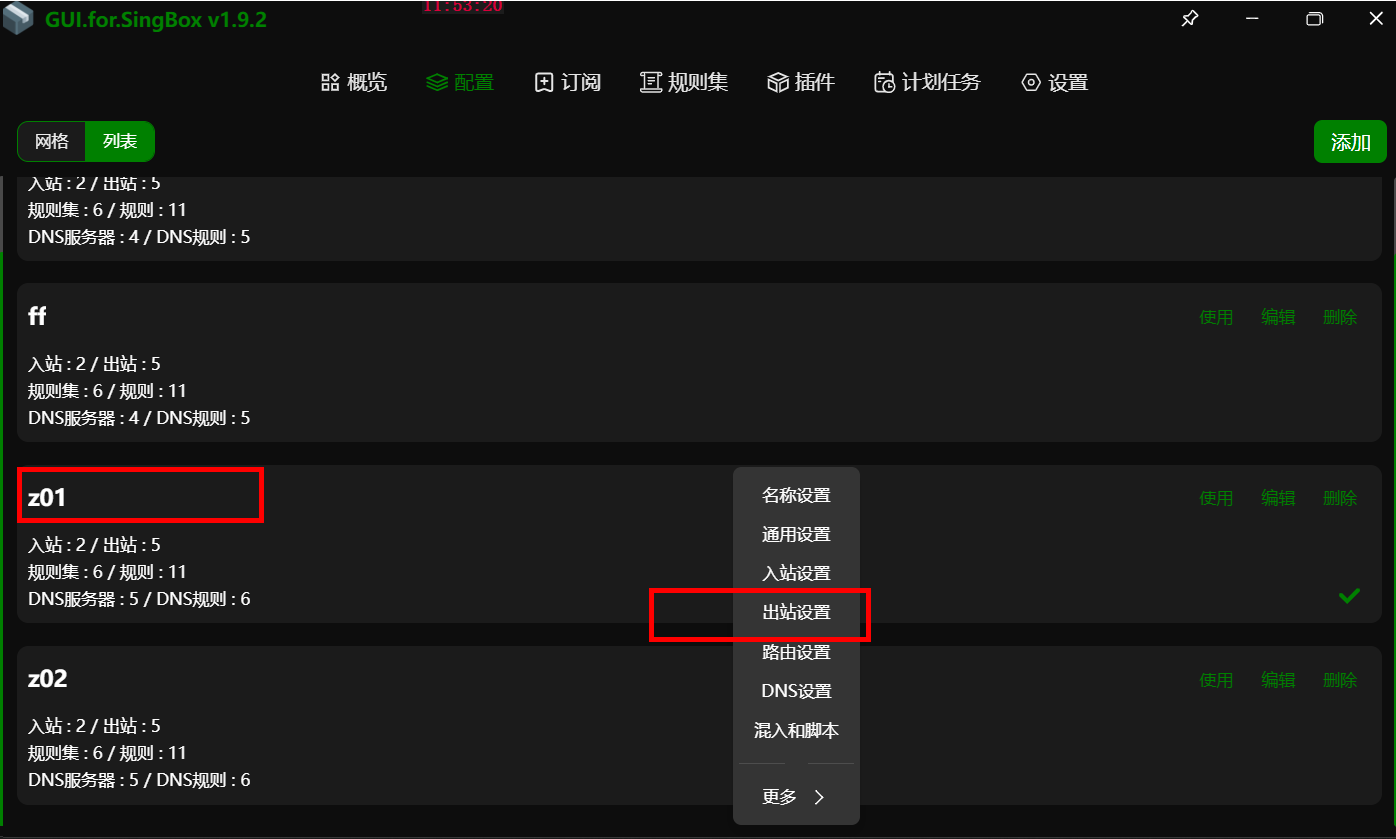 GUI.for.SingBox v1.9.2
11:53:20
概览 配置 订阅 规则集 插件 计划任务 设置
网格 列表 添加
入站 : 2 / 出站 : 5
规则集 : 6 / 规则 : 11
DNS服务器 : 4 / DNS规则 : 5
ff
使用 编辑 删除
入站 : 2 / 出站 : 5
规则集 : 6 / 规则 : 11
DNS服务器 : 4 / DNS规则 : 5
z01
使用 编辑 删除
入站 : 2 / 出站 : 5
规则集 : 6 / 规则 : 11
DNS服务器 : 5 / DNS规则 : 6
名称设置
通用设置
入站设置
出站设置
路由设置
DNS设置
混入和脚本
更多
z02
使用 编辑 删除
入站 : 2 / 出站 : 5
规则集 : 6 / 规则 : 11
DNS服务器 : 5 / DNS规则 : 6